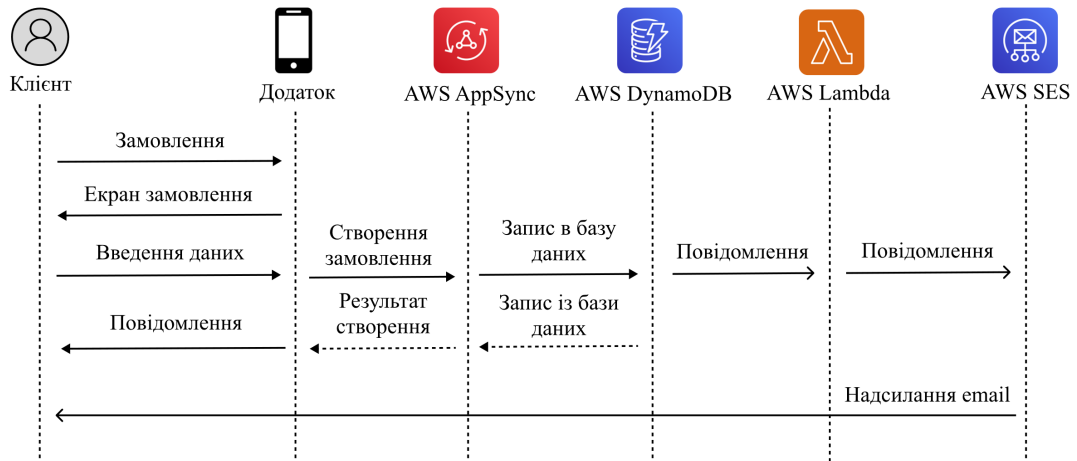 Клієнт
Додаток
AWS AppSync
AWS DynamoDB
AWS Lambda
AWS SES
Замовлення
Екран замовлення
Введення даних
Створення
замовлення
Запис в базу
даних
Повідомлення
Повідомлення
Повідомлення
Результат
створення
Запис із бази
даних
Надсилання email